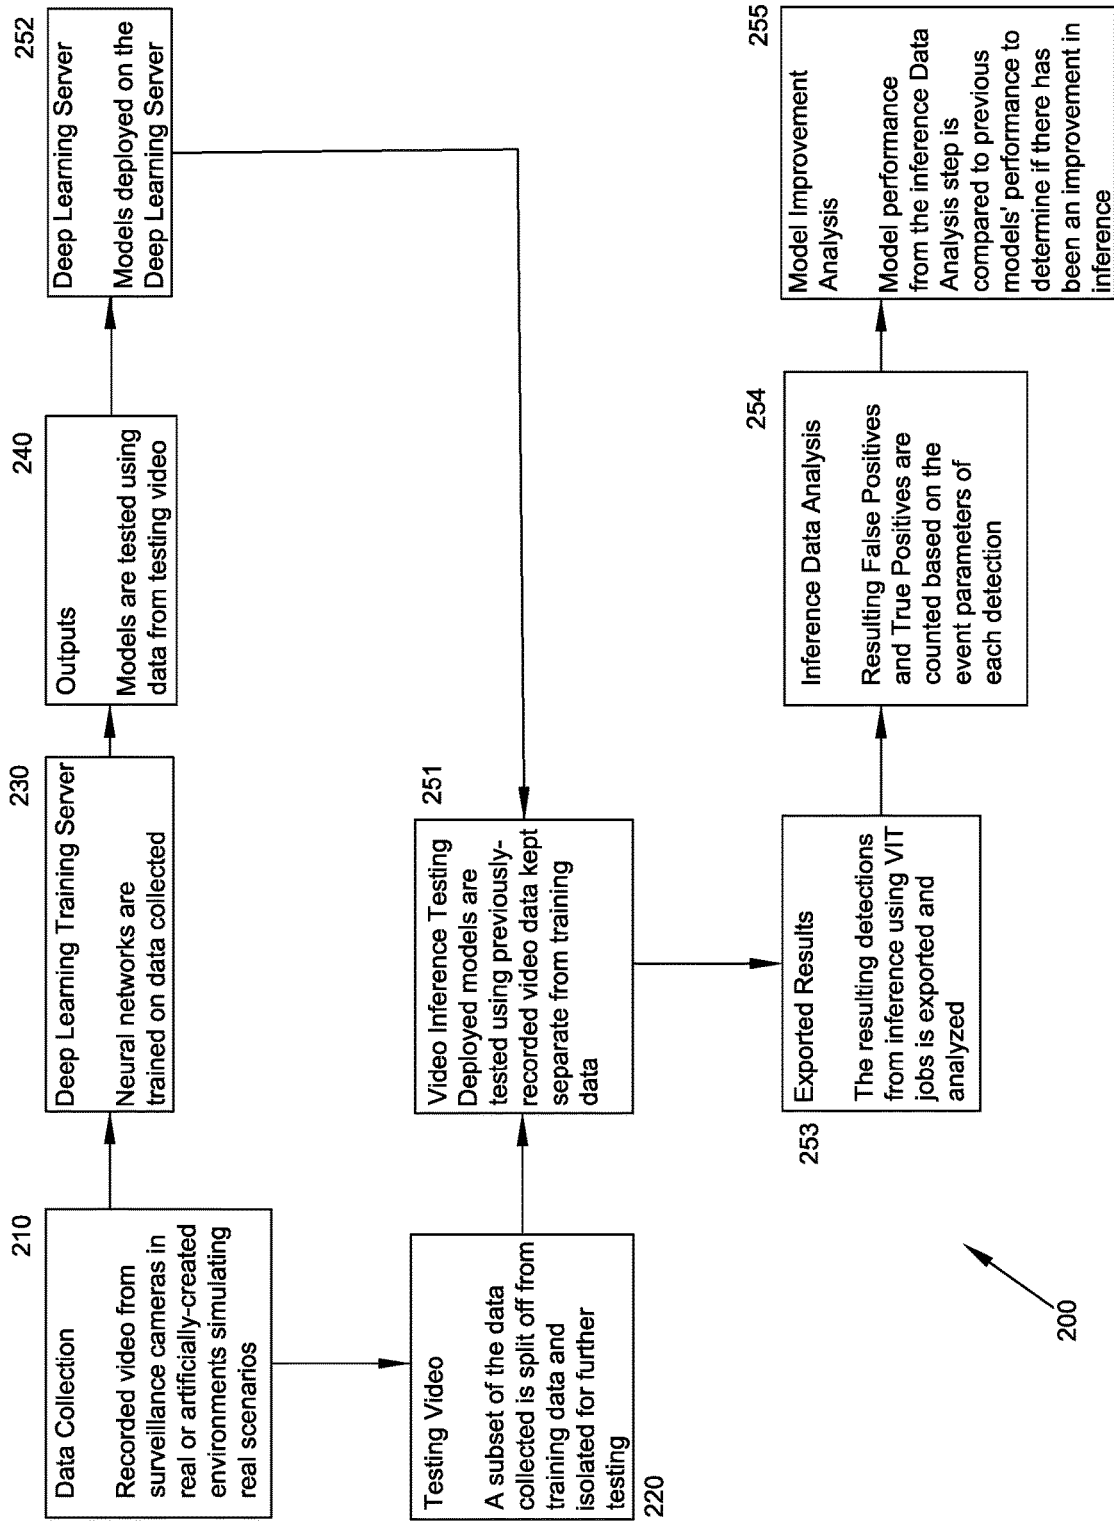 210
Data Collection
Recorded video from
surveillance cameras in
real or artificially-created
environments simulating
real scenarios
230
Deep Learning Training Server
Neural networks are
trained on data collected
240
Outputs
Models are tested using
data from testing video
252
Deep Learning Server
Models deployed on the
Deep Learning Server
Testing Video
A subset of the data
collected is split off from
training data and
isolated for further
testing
220
251
Video Inference Testing
Deployed models are
tested using previously-
recorded video data kept
separate from training
data
253
Exported Results
The resulting detections
from inference using VIT
jobs is exported and
analyzed
254
Inference Data Analysis
Resulting False Positives
and True Positives are
counted based on the
event parameters of
each detection
255
Model Improvement
Analysis
Model performance
from the inference Data
Analysis step is
compared to previous
models' performance to
determine if there has
been an improvement in
inference
200